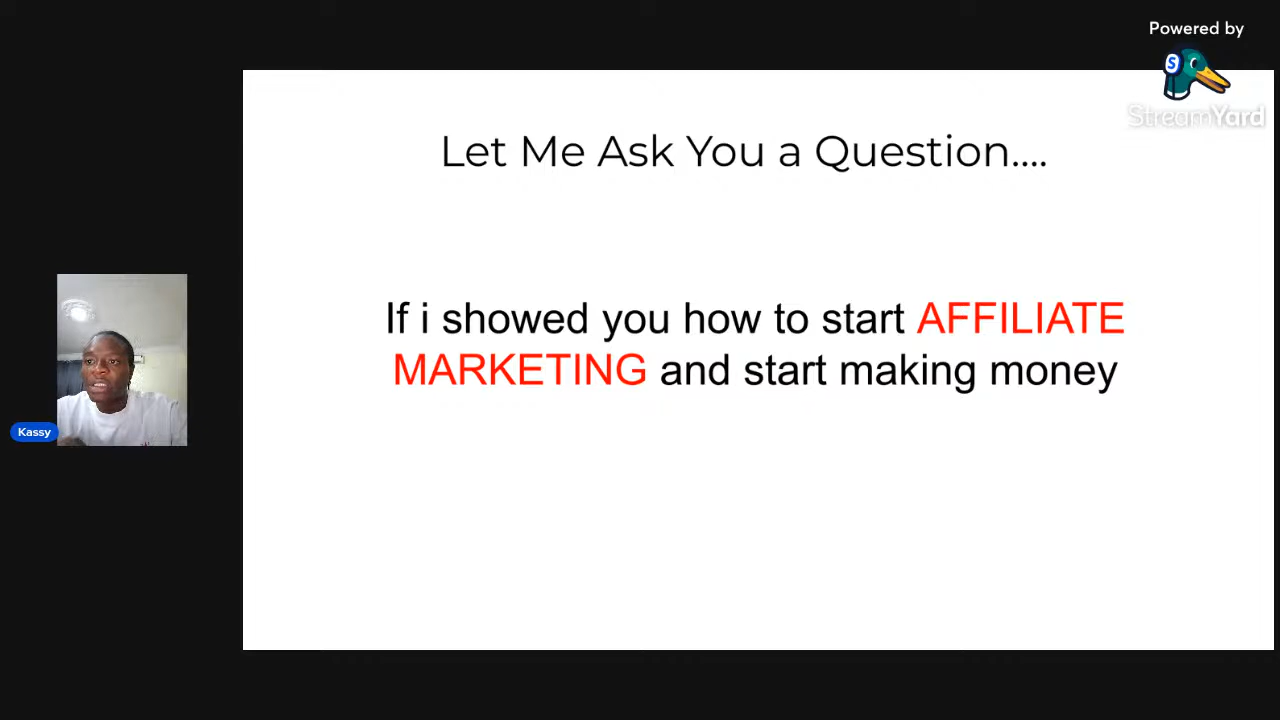 Powered by
S
StreamYard
Let Me Ask You a Question....
If i showed you how to start AFFILIATE
MARKETING and start making money
Kassy